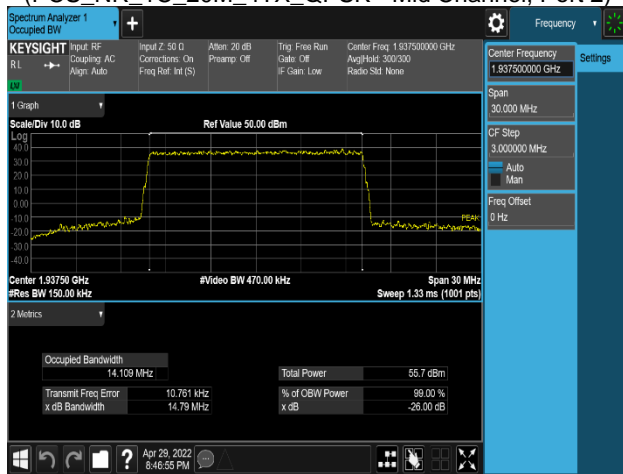 (PCS_NR_1C_20M_4TX_QPSK - Mid Channel, Port 2)
Spectrum Analyzer 1
Occupied BW
+
Frequency
KEYSIGHT
R L
Input: RF
Coupling: AC
Align: Auto
Input Z: 50 Ω
Corrections: On
Freq Ref: Int (S)
Atten: 20 dB
Preamp: Off
Trig: Free Run
Gate: Off
IF Gain: Low
Center Freq: 1.937500000 GHz
Avg|Hold: 300/300
Radio Std: None
Center Frequency
1.937500000 GHz
Settings
Span
30.000 MHz
CF Step
3.000000 MHz
Auto
Man
Freq Offset
0 Hz
1 Graph
Scale/Div 10.0 dB
Ref Value 50.00 dBm
Log
40.0
30.0
20.0
10.0
0.00
-10.0
-20.0
-30.0
-40.0
PEAK
Center 1.93750 GHz
#Video BW 470.00 kHz
Span 30 MHz
#Res BW 150.00 kHz
Sweep 1.33 ms (1001 pts)
2 Metrics
Occupied Bandwidth
14.109 MHz
Total Power 55.7 dBm
Transmit Freq Error 10.761 kHz
% of OBW Power 99.00 %
x dB Bandwidth 14.79 MHz
x dB -26.00 dB
?
Apr 29, 2022
8:46:55 PM